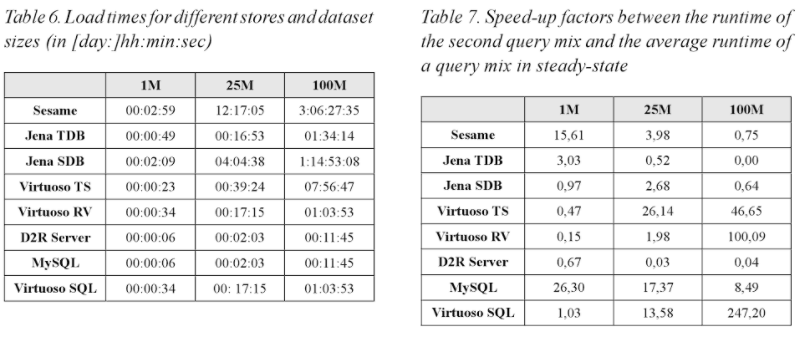 Table 6. Load times for different stores and dataset
sizes (in [day:]hh:min:sec)
1M 25M 100M
Sesame 00:02:59 12:17:05 3:06:27:35
Jena TDB 00:00:49 00:16:53 01:34:14
Jena SDB 00:02:09 04:04:38 1:14:53:08
Virtuoso TS 00:00:23 00:39:24 07:56:47
Virtuoso RV 00:00:34 00:17:15 01:03:53
D2R Server 00:00:06 00:02:03 00:11:45
MySQL 00:00:06 00:02:03 00:11:45
Virtuoso SQL 00:00:34 00: 17:15 01:03:53
Table 7. Speed-up factors between the runtime of
the second query mix and the average runtime of
a query mix in steady-state
1M 25M 100M
Sesame 15,61 3,98 0,75
Jena TDB 3,03 0,52 0,00
Jena SDB 0,97 2,68 0,64
Virtuoso TS 0,47 26,14 46,65
Virtuoso RV 0,15 1,98 100,09
D2R Server 0,67 0,03 0,04
MySQL 26,30 17,37 8,49
Virtuoso SQL 1,03 13,58 247,20